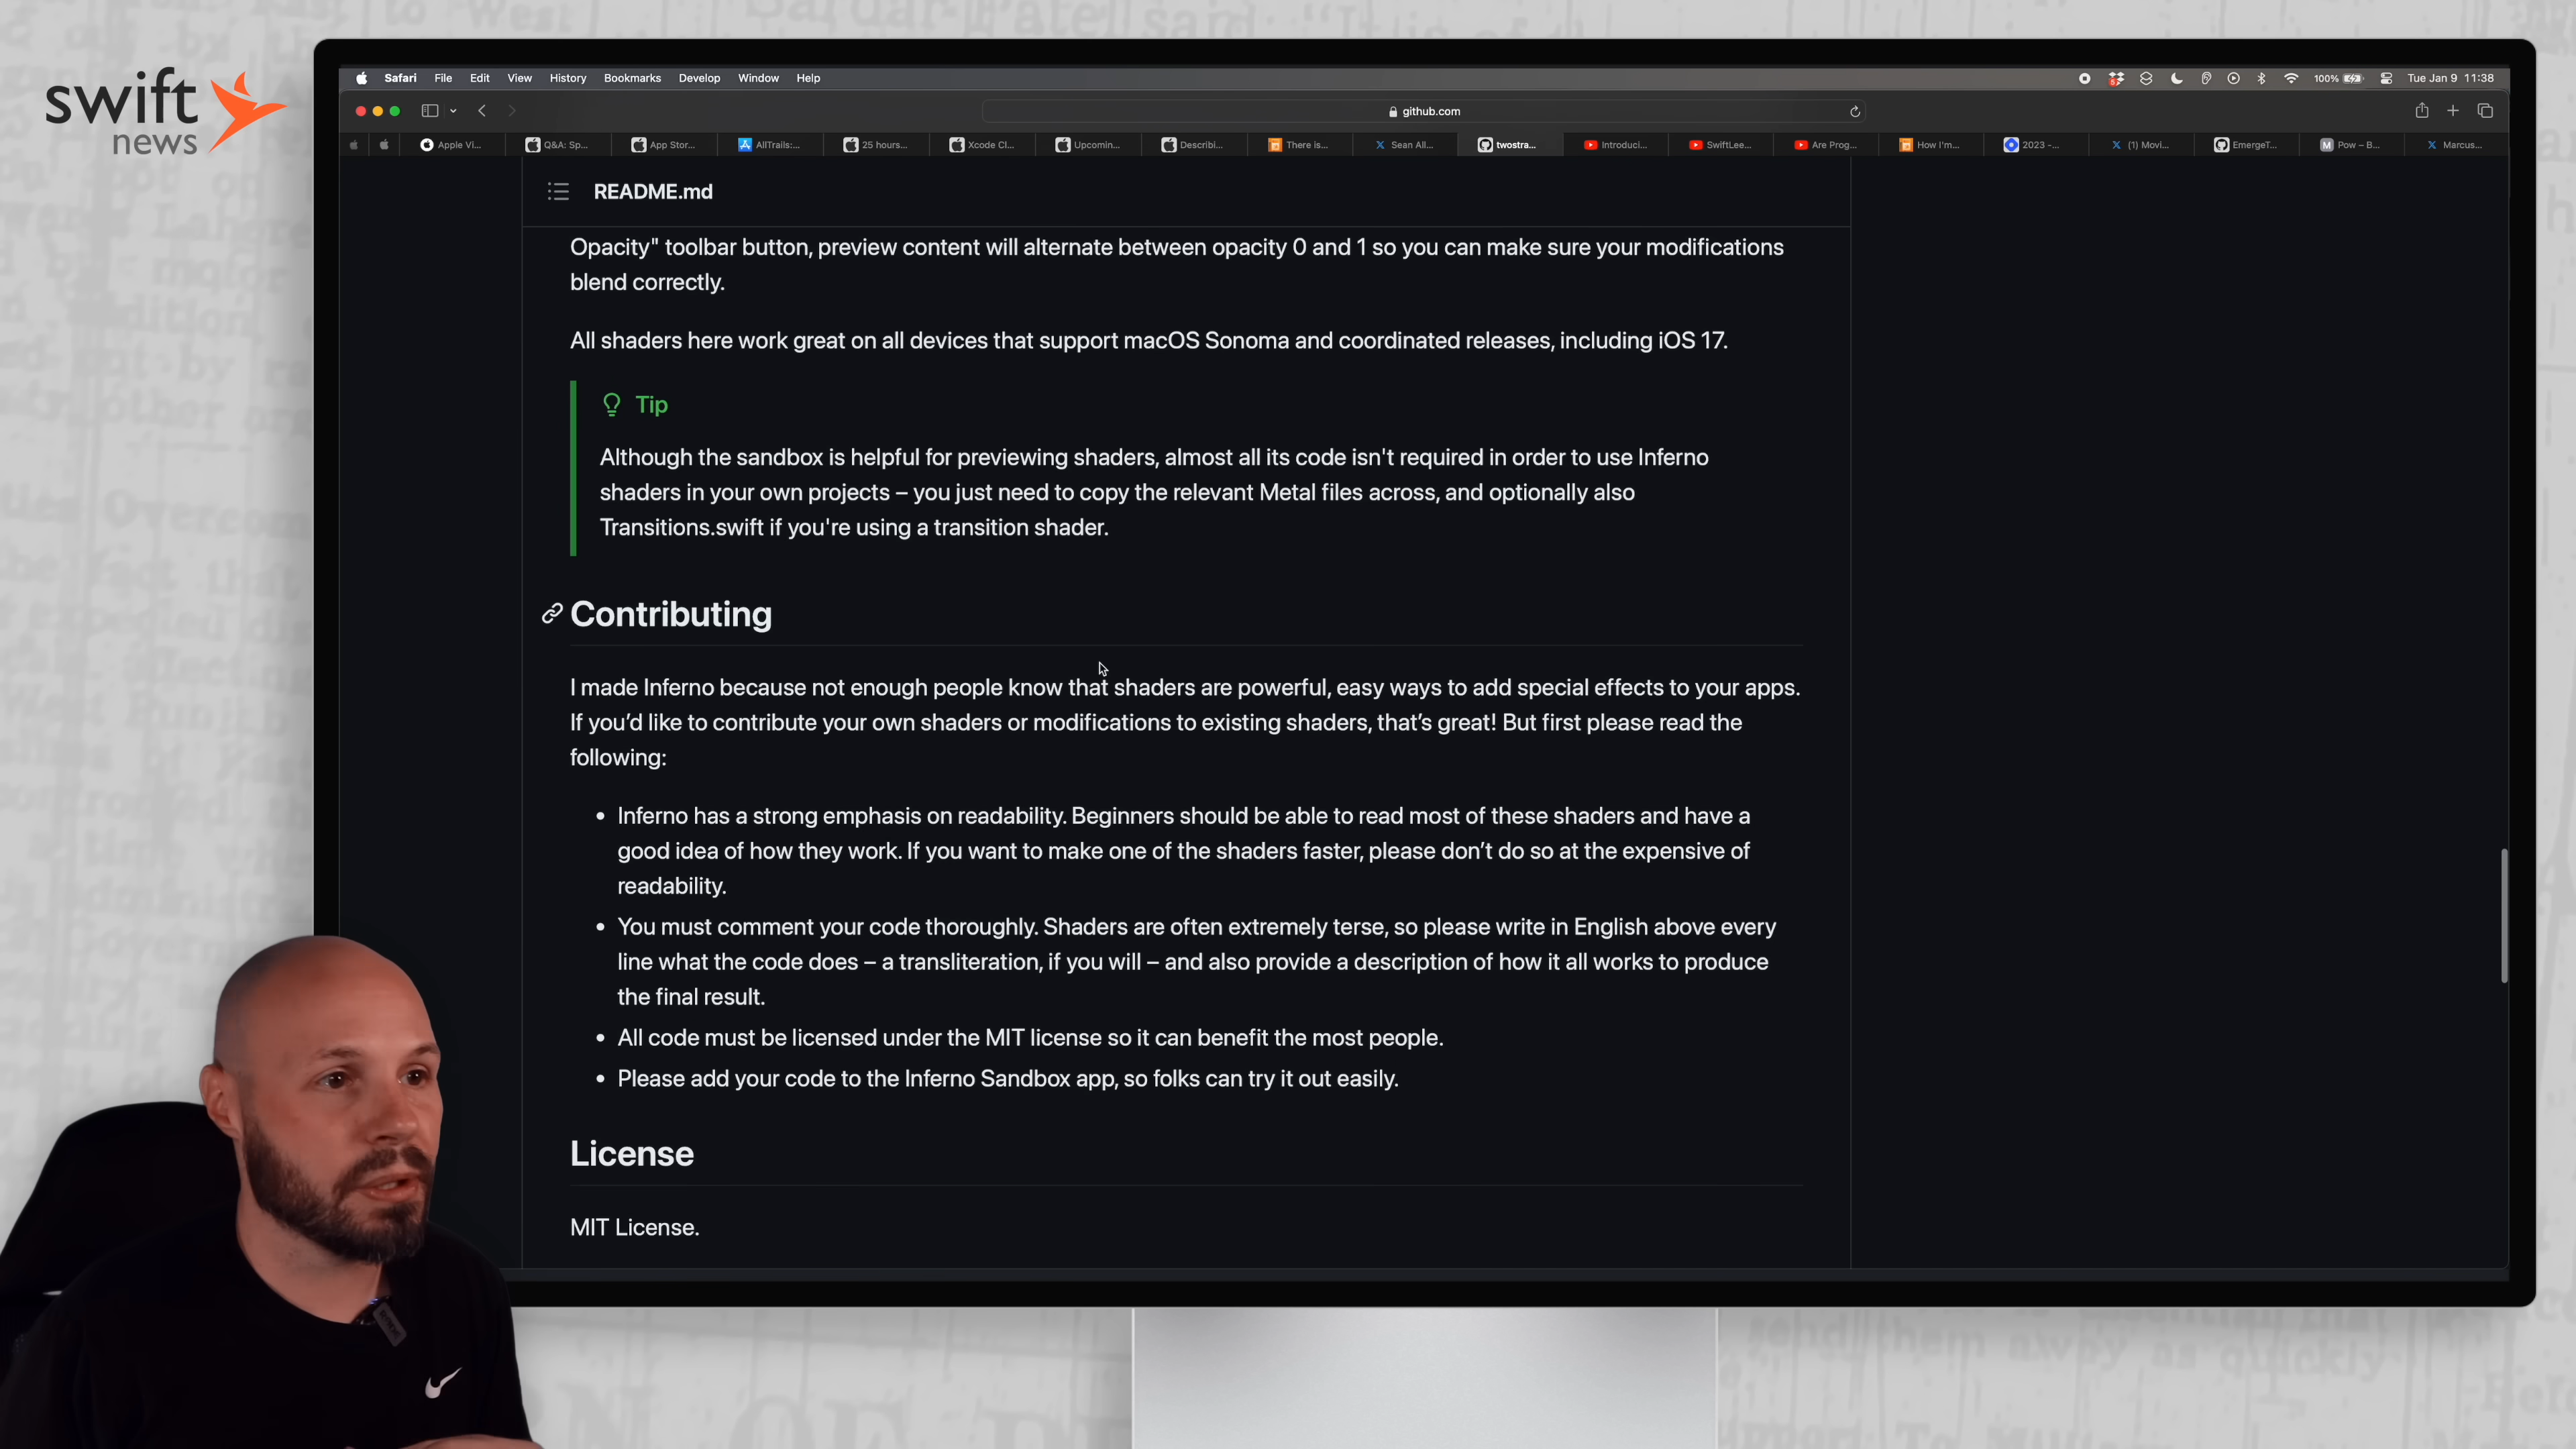 swift
news
Safari File Edit View History Bookmarks Develop Window Help
100% Tue Jan 9 11:38
github.com
Apple Vi... Q&A: Sp... App Stor... AllTrails:... 25 hours... Xcode Cl... Upcomin... Describi... There is... Sean All... twostra... Introduci... SwiftLee... Are Prog... How I'm... 2023 -... (1) Movi... EmergeT... Pow – B... Marcus...
README.md
Opacity" toolbar button, preview content will alternate between opacity 0 and 1 so you can make sure your modifications
blend correctly.
All shaders here work great on all devices that support macOS Sonoma and coordinated releases, including iOS 17.
Tip
Although the sandbox is helpful for previewing shaders, almost all its code isn't required in order to use Inferno
shaders in your own projects – you just need to copy the relevant Metal files across, and optionally also
Transitions.swift if you're using a transition shader.
Contributing
I made Inferno because not enough people know that shaders are powerful, easy ways to add special effects to your apps.
If you’d like to contribute your own shaders or modifications to existing shaders, that’s great! But first please read the
following:
• Inferno has a strong emphasis on readability. Beginners should be able to read most of these shaders and have a
good idea of how they work. If you want to make one of the shaders faster, please don’t do so at the expensive of
readability.
• You must comment your code thoroughly. Shaders are often extremely terse, so please write in English above every
line what the code does – a transliteration, if you will – and also provide a description of how it all works to produce
the final result.
• All code must be licensed under the MIT license so it can benefit the most people.
• Please add your code to the Inferno Sandbox app, so folks can try it out easily.
License
MIT License.